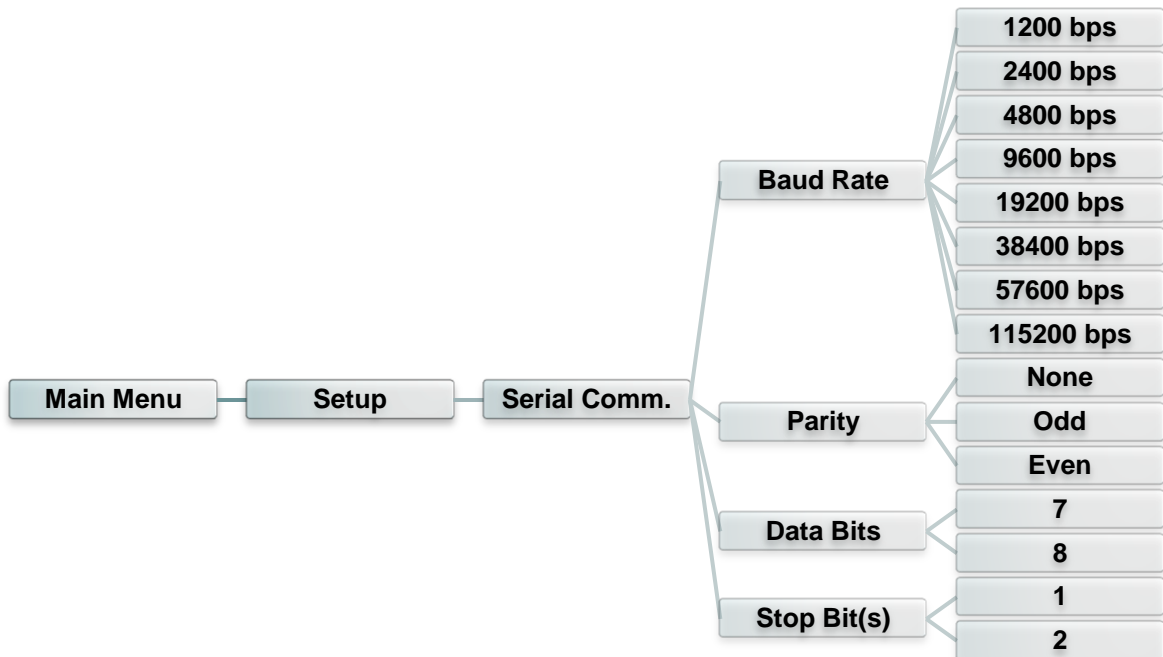 Main Menu
Setup
Serial Comm.
Baud Rate
1200 bps
2400 bps
4800 bps
9600 bps
19200 bps
38400 bps
57600 bps
115200 bps
Parity
None
Odd
Even
Data Bits
7
8
Stop Bit(s)
1
2